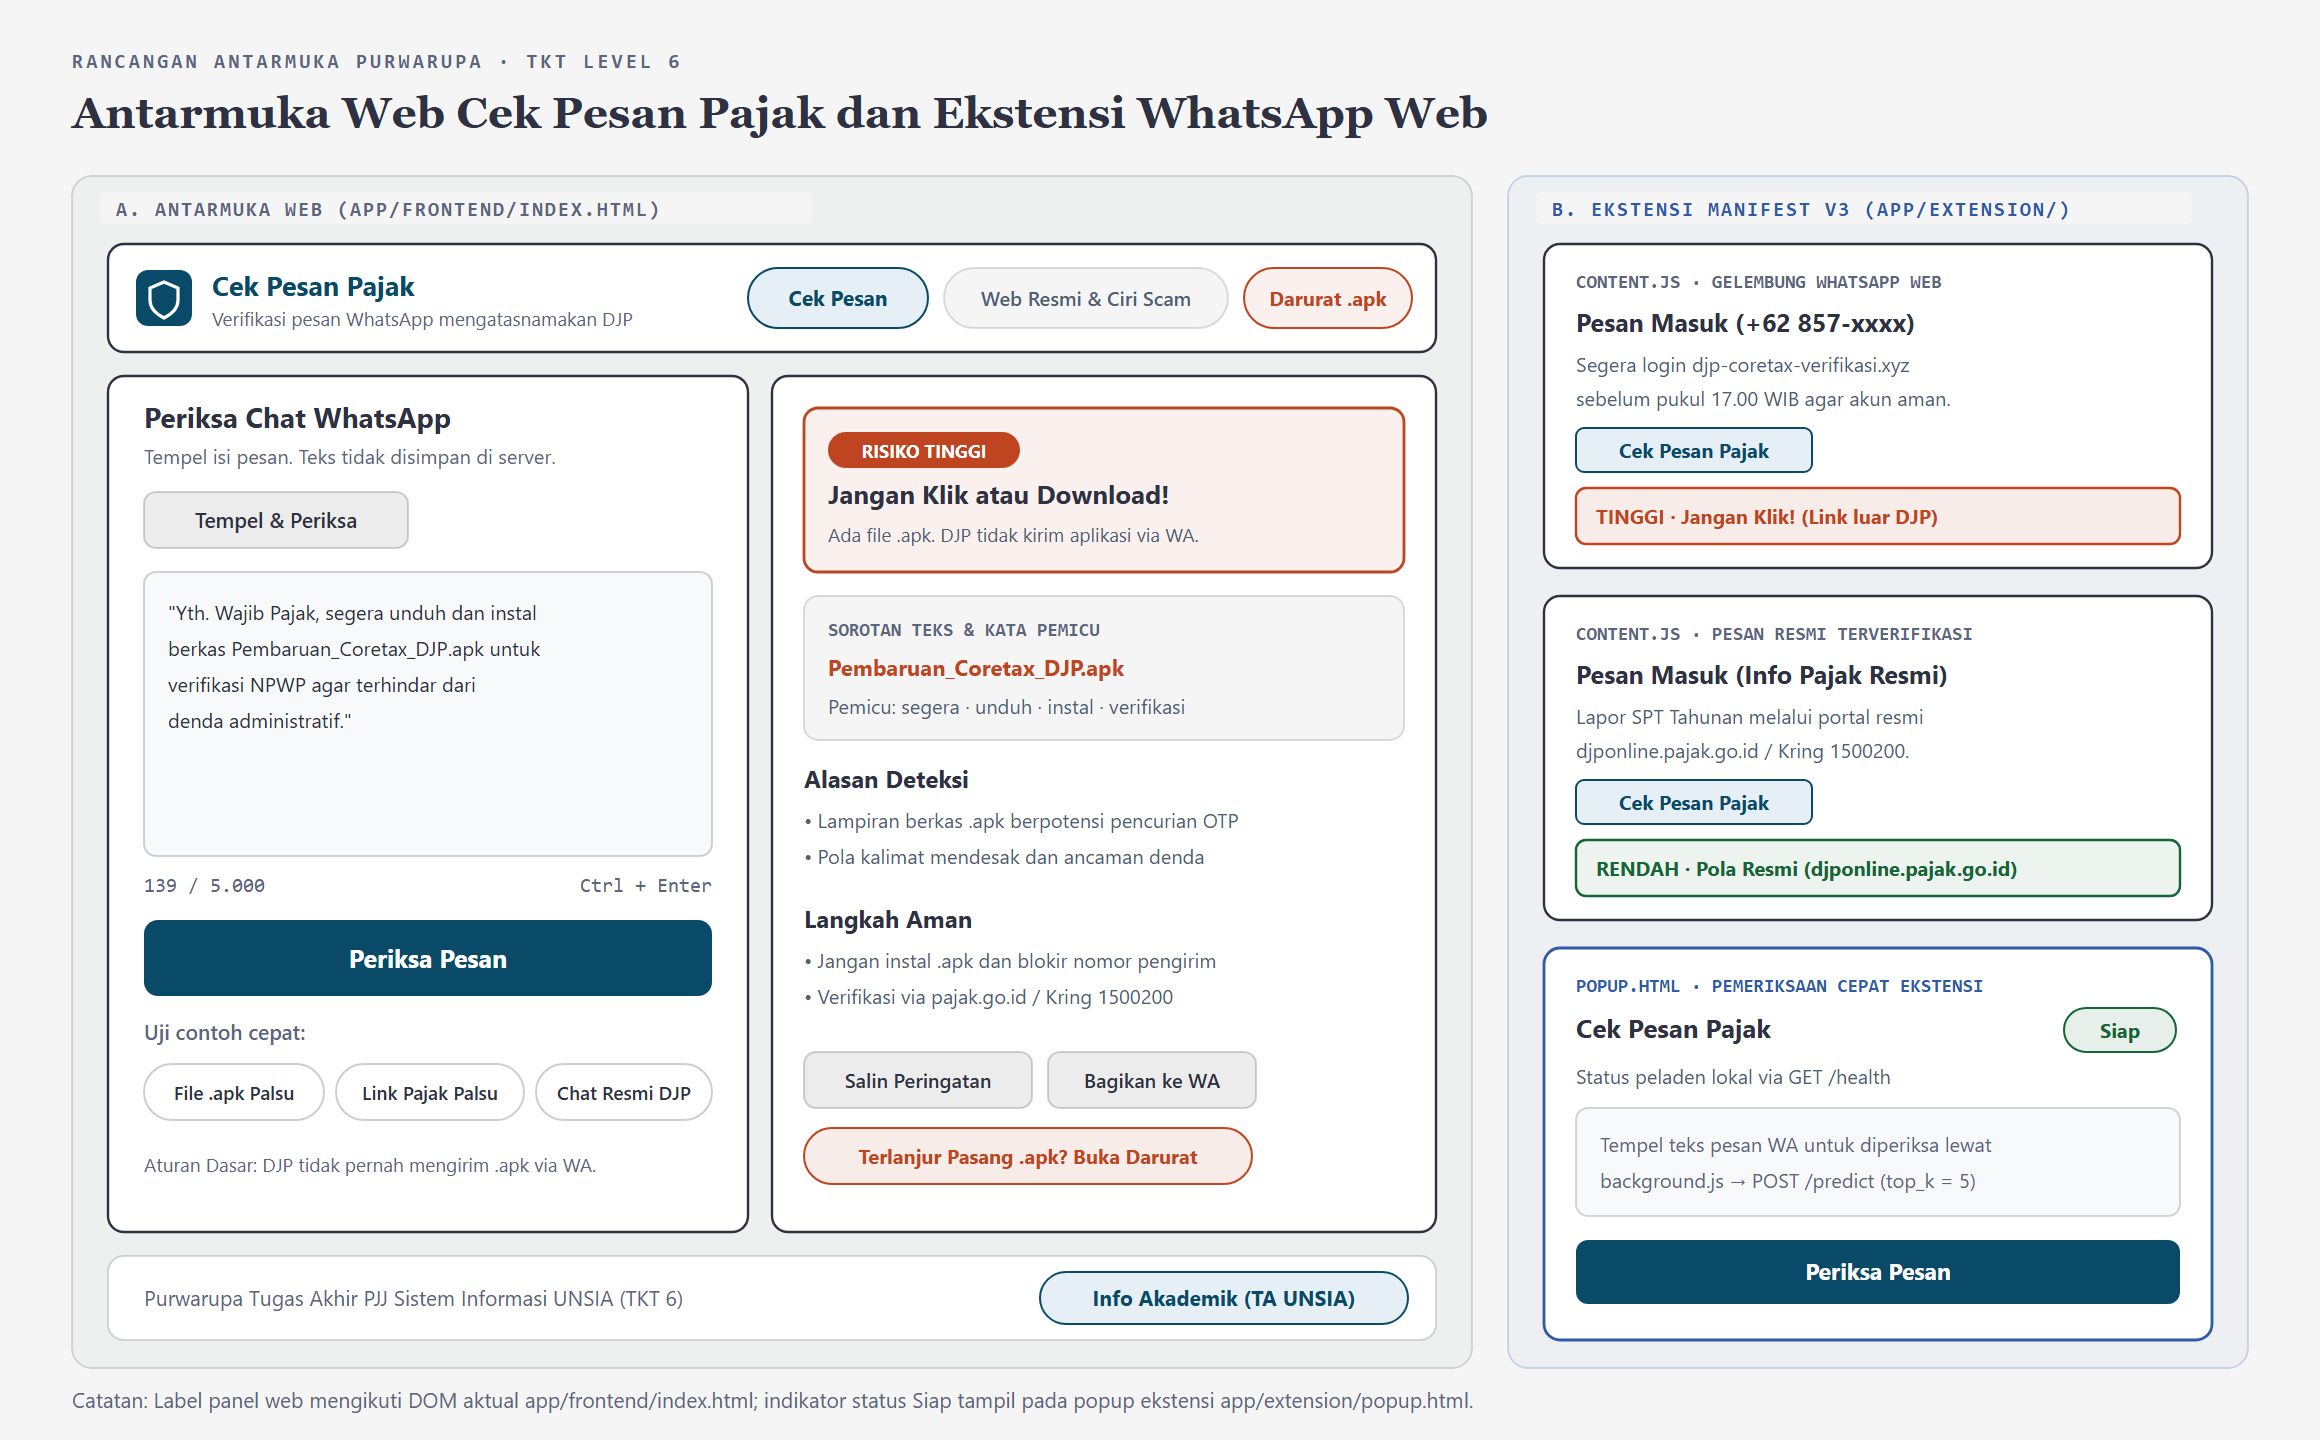 RANCANGAN ANTARMUKA PURWARUPA · TKT LEVEL 6
Antarmuka Web Cek Pesan Pajak dan Ekstensi WhatsApp Web
A. ANTARMUKA WEB (APP/FRONTEND/INDEX.HTML)
Cek Pesan Pajak
Verifikasi pesan WhatsApp mengatasnamakan DJP
Cek Pesan
Web Resmi & Ciri Scam
Darurat .apk
Periksa Chat WhatsApp
Tempel isi pesan. Teks tidak disimpan di server.
Tempel & Periksa
"Yth. Wajib Pajak, segera unduh dan instal
berkas Pembaruan_Coretax_DJP.apk untuk
verifikasi NPWP agar terhindar dari
denda administratif."
139 / 5.000
Ctrl + Enter
Periksa Pesan
Uji contoh cepat:
File .apk Palsu
Link Pajak Palsu
Chat Resmi DJP
Aturan Dasar: DJP tidak pernah mengirim .apk via WA.
RISIKO TINGGI
Jangan Klik atau Download!
Ada file .apk. DJP tidak kirim aplikasi via WA.
SOROTAN TEKS & KATA PEMICU
Pembaruan_Coretax_DJP.apk
Pemicu: segera · unduh · instal · verifikasi
Alasan Deteksi
• Lampiran berkas .apk berpotensi pencurian OTP
• Pola kalimat mendesak dan ancaman denda
Langkah Aman
• Jangan instal .apk dan blokir nomor pengirim
• Verifikasi via pajak.go.id / Kring 1500200
Salin Peringatan
Bagikan ke WA
Terlanjur Pasang .apk? Buka Darurat
Purwarupa Tugas Akhir PJJ Sistem Informasi UNSIA (TKT 6)
Info Akademik (TA UNSIA)
B. EKSTENSI MANIFEST V3 (APP/EXTENSION/)
CONTENT.JS · GELEMBUNG WHATSAPP WEB
Pesan Masuk (+62 857-xxxx)
Segera login djp-coretax-verifikasi.xyz
sebelum pukul 17.00 WIB agar akun aman.
Cek Pesan Pajak
TINGGI · Jangan Klik! (Link luar DJP)
CONTENT.JS · PESAN RESMI TERVERIFIKASI
Pesan Masuk (Info Pajak Resmi)
Lapor SPT Tahunan melalui portal resmi
djponline.pajak.go.id / Kring 1500200.
Cek Pesan Pajak
RENDAH · Pola Resmi (djponline.pajak.go.id)
POPUP.HTML · PEMERIKSAAN CEPAT EKSTENSI
Cek Pesan Pajak
Siap
Status peladen lokal via GET /health
Tempel teks pesan WA untuk diperiksa lewat
background.js → POST /predict (top_k = 5)
Periksa Pesan
Catatan: Label panel web mengikuti DOM aktual app/frontend/index.html; indikator status Siap tampil pada popup ekstensi app/extension/popup.html.